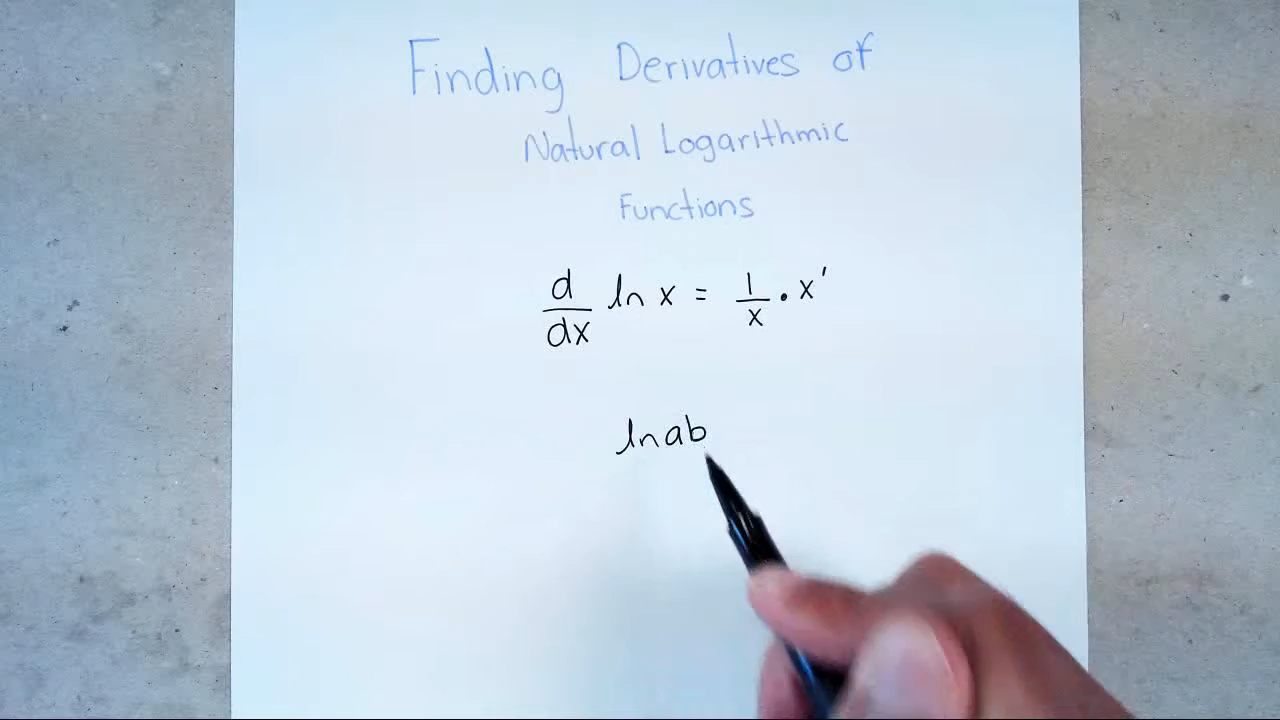 Finding Derivatives of
Natural Logarithmic
Functions
d/dx ln x = 1/x • x'
ln ab